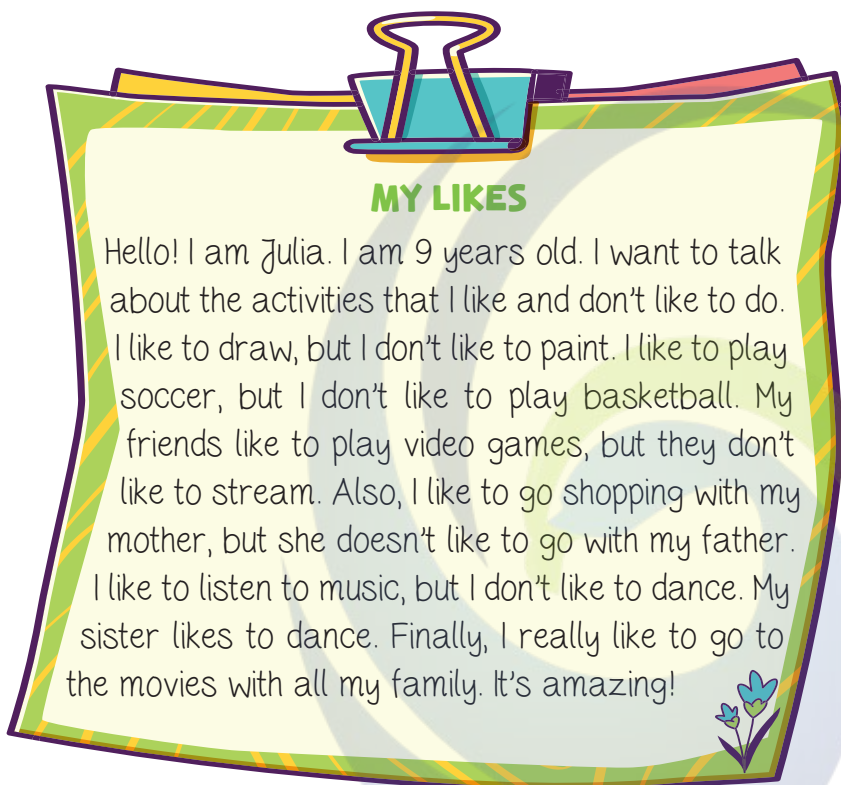 MY LIKES
Hello! I am Julia. I am 9 years old. I want to talk
about the activities that I like and don't like to do.
I like to draw, but I don't like to paint. I like to play
soccer, but I don't like to play basketball. My
friends like to play video games, but they don't
like to stream. Also, I like to go shopping with my
mother, but she doesn't like to go with my father.
I like to listen to music, but I don't like to dance. My
sister likes to dance. Finally, I really like to go to
the movies with all my family. It's amazing!